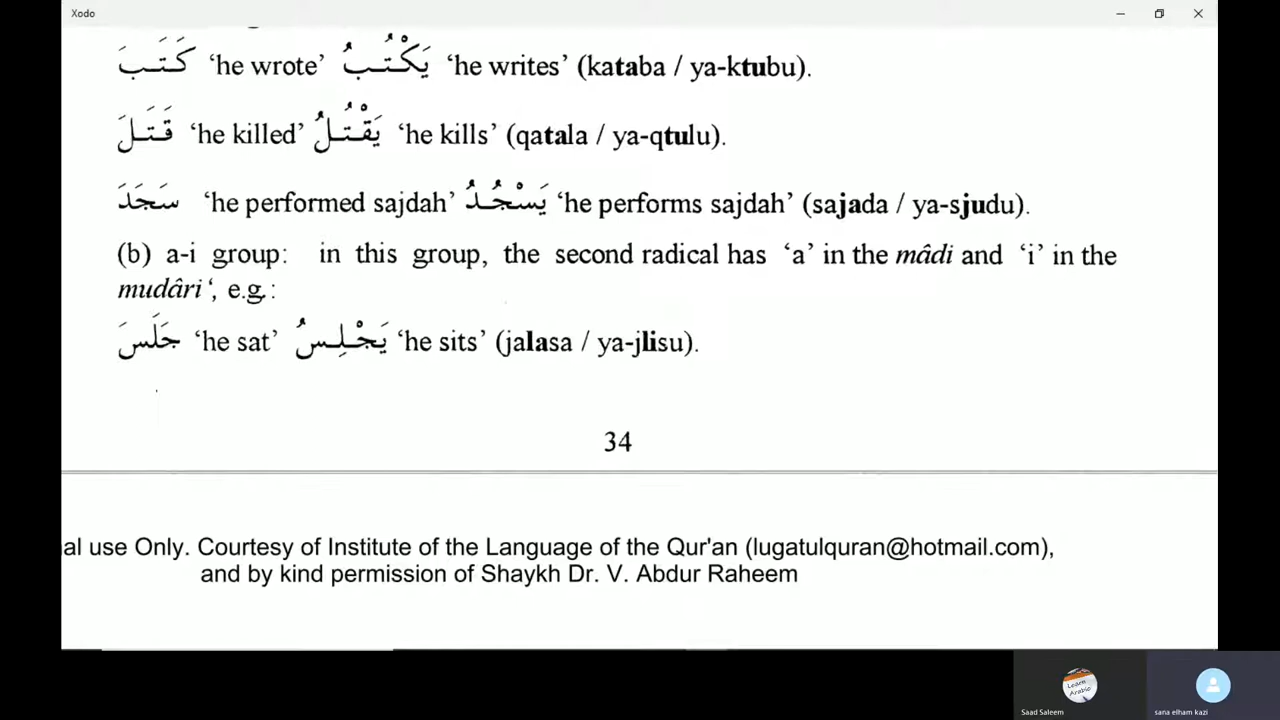 Xodo
كَتَبَ 'he wrote' يَكْتُبُ 'he writes' (kataba / ya-ktubu).
قَتَلَ 'he killed' يَقْتُلُ 'he kills' (qatala / ya-qtulu).
سَجَدَ 'he performed sajdah' يَسْجُدُ 'he performs sajdah' (sajada / ya-sjudu).
(b) a-i group: in this group, the second radical has 'a' in the mâdi and 'i' in the
mudâri', e.g.:
جَلَسَ 'he sat' يَجْلِسُ 'he sits' (jalasa / ya-jlisu).
34
al use Only. Courtesy of Institute of the Language of the Qur'an (lugatulquran@hotmail.com),
and by kind permission of Shaykh Dr. V. Abdur Raheem
Learn Arabic
Saad Saleem
sana elham kazi